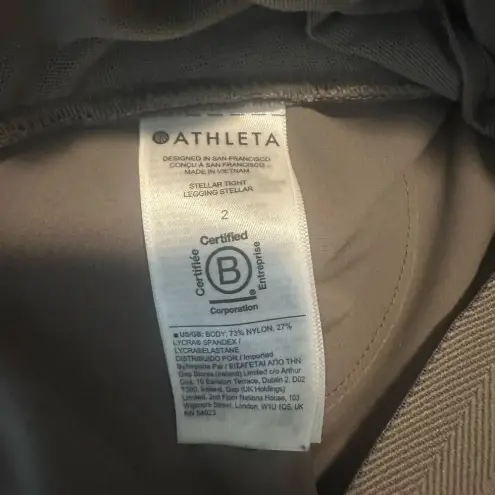 ATHLETA
DESIGNED IN SAN FRANCISCO
CONÇU À SAN FRANCISCO
MADE IN VIETNAM
STELLAR TIGHT
LEGGING STELLAR
2
Certified
Certifiée
B
Entreprise
®
Corporation
US/GB: BODY: 73% NYLON, 27%
LYCRA® SPANDEX /
LYCRA®ELASTANE
DISTRIBUIDO POR / Imported
By/Importé Par / ΕΙΣΑΓΕΤΑΙ ΑΠΟ ΤΗΝ
Gap Stores (Ireland) Limited c/o Arthur
Cox, 10 Earlsfort Terrace, Dublin 2, D02
T380, Ireland, Gap (UK Holdings)
Limited, 2nd Floor Nations House, 103
Wigmore Street, London, W1U 1QS, UK
RN 54023